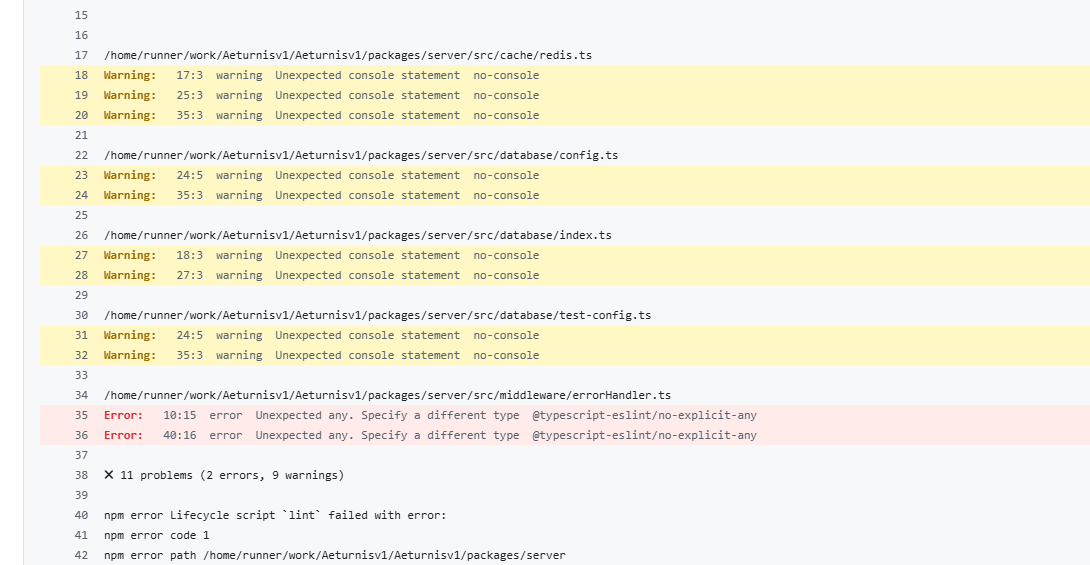 15
16
17 /home/runner/work/Aeturnisv1/Aeturnisv1/packages/server/src/cache/redis.ts
18 Warning: 17:3 warning Unexpected console statement no-console
19 Warning: 25:3 warning Unexpected console statement no-console
20 Warning: 35:3 warning Unexpected console statement no-console
21
22 /home/runner/work/Aeturnisv1/Aeturnisv1/packages/server/src/database/config.ts
23 Warning: 24:5 warning Unexpected console statement no-console
24 Warning: 35:3 warning Unexpected console statement no-console
25
26 /home/runner/work/Aeturnisv1/Aeturnisv1/packages/server/src/database/index.ts
27 Warning: 18:3 warning Unexpected console statement no-console
28 Warning: 27:3 warning Unexpected console statement no-console
29
30 /home/runner/work/Aeturnisv1/Aeturnisv1/packages/server/src/database/test-config.ts
31 Warning: 24:5 warning Unexpected console statement no-console
32 Warning: 35:3 warning Unexpected console statement no-console
33
34 /home/runner/work/Aeturnisv1/Aeturnisv1/packages/server/src/middleware/errorHandler.ts
35 Error: 10:15 error Unexpected any. Specify a different type @typescript-eslint/no-explicit-any
36 Error: 40:16 error Unexpected any. Specify a different type @typescript-eslint/no-explicit-any
37
38 ✖ 11 problems (2 errors, 9 warnings)
39
40 npm error Lifecycle script `lint` failed with error:
41 npm error code 1
42 npm error path /home/runner/work/Aeturnisv1/Aeturnisv1/packages/server